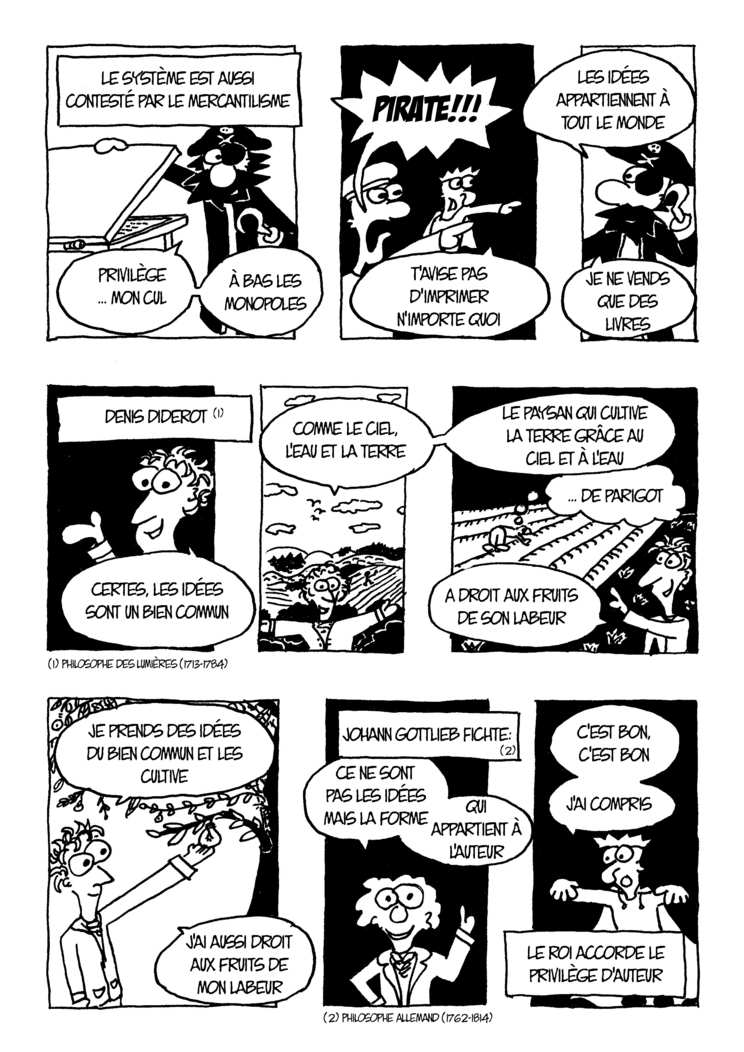 LE SYSTÈME EST AUSSI
CONTESTÉ PAR LE MERCANTILISME
PRIVILÈGE
... MON CUL
À BAS LES
MONOPOLES
PIRATE!!!
T'AVISE PAS
D'IMPRIMER
N'IMPORTE QUOI
LES IDÉES
APPARTIENNENT À
TOUT LE MONDE
JE NE VENDS
QUE DES
LIVRES
DENIS DIDEROT (1)
CERTES, LES IDÉES
SONT UN BIEN COMMUN
COMME LE CIEL,
L'EAU ET LA TERRE
LE PAYSAN QUI CULTIVE
LA TERRE GRÂCE AU
CIEL ET À L'EAU
... DE PARIGOT
A DROIT AUX FRUITS
DE SON LABEUR
(1) PHILOSOPHE DES LUMIÈRES (1713-1784)
JE PRENDS DES IDÉES
DU BIEN COMMUN ET LES
CULTIVE
J'AI AUSSI DROIT
AUX FRUITS DE
MON LABEUR
JOHANN GOTTLIEB FICHTE:
(2)
CE NE SONT
PAS LES IDÉES
MAIS LA FORME
QUI
APPARTIENT À
L'AUTEUR
C'EST BON,
C'EST BON
J'AI COMPRIS
LE ROI ACCORDE LE
PRIVILÈGE D'AUTEUR
(2) PHILOSOPHE ALLEMAND (1762-1814)